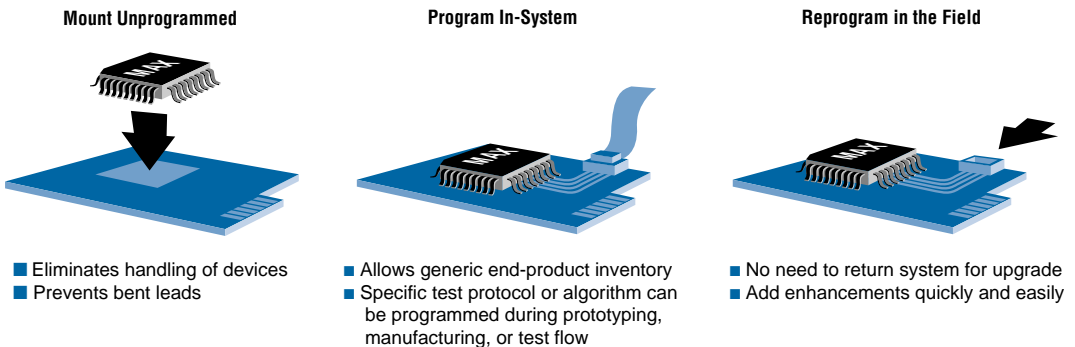 Mount Unprogrammed
MAX
■ Eliminates handling of devices
■ Prevents bent leads
Program In-System
MAX
■ Allows generic end-product inventory
■ Specific test protocol or algorithm can
be programmed during prototyping,
manufacturing, or test flow
Reprogram in the Field
MAX
■ No need to return system for upgrade
■ Add enhancements quickly and easily